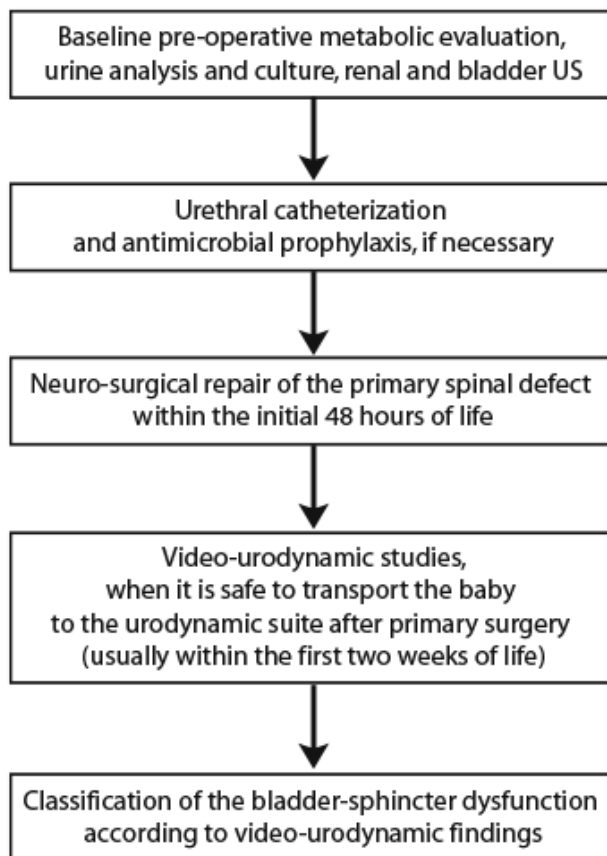 Baseline pre-operative metabolic evaluation,
urine analysis and culture, renal and bladder US
Urethral catheterization
and antimicrobial prophylaxis, if necessary
Neuro-surgical repair of the primary spinal defect
within the initial 48 hours of life
Video-urodynamic studies,
when it is safe to transport the baby
to the urodynamic suite after primary surgery
(usually within the first two weeks of life)
Classification of the bladder-sphincter dysfunction
according to video-urodynamic findings